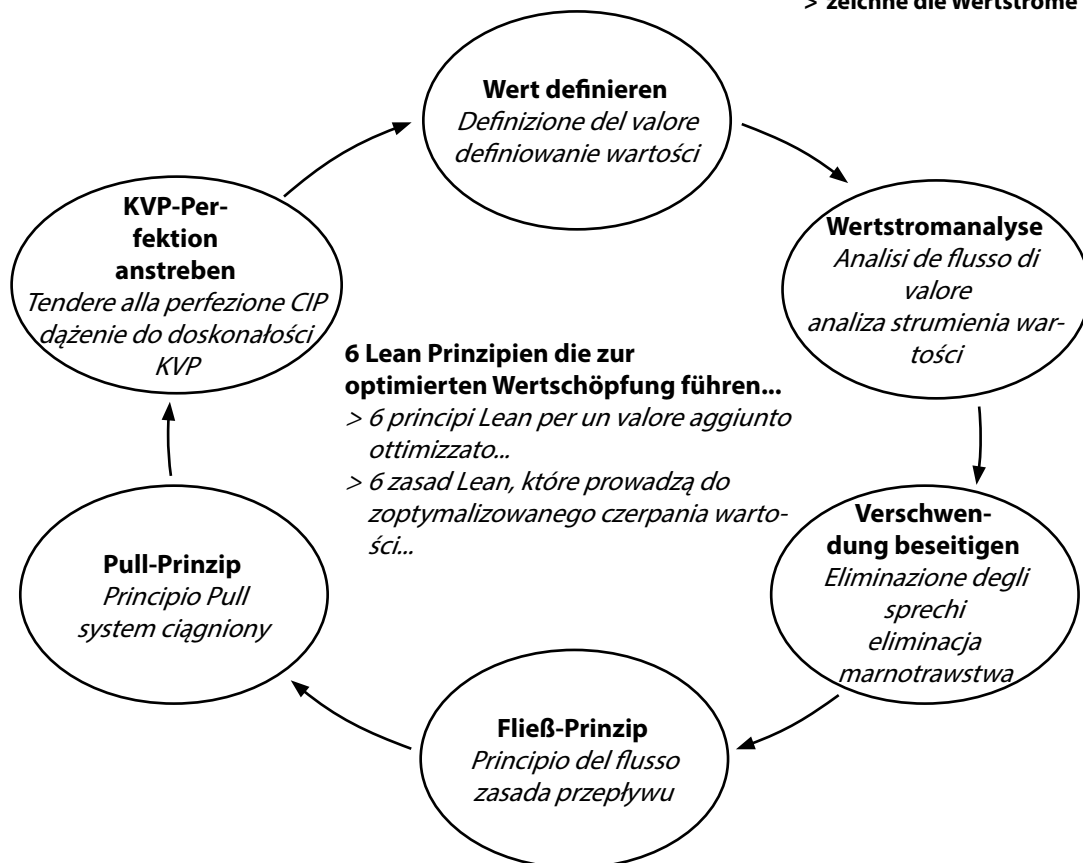 > zeichne die Wertströme
Wert definieren
Definizione del valore
definiowanie wartości
Wertstromanalyse
Analisi de flusso di
valore
analiza strumienia war-
tości
Verschwen-
dung beseitigen
Eliminazione degli
sprechi
eliminacja
marnotrawstwa
Fließ-Prinzip
Principio del flusso
zasada przepływu
Pull-Prinzip
Principio Pull
system ciągniony
KVP-Per-
fektion
anstreben
Tendere alla perfezione CIP
dążenie do doskonałości
KVP
6 Lean Prinzipien die zur
optimierten Wertschöpfung führen...
> 6 principi Lean per un valore aggiunto
ottimizzato...
> 6 zasad Lean, które prowadzą do
zoptymalizowanego czerpania warto-
ści...